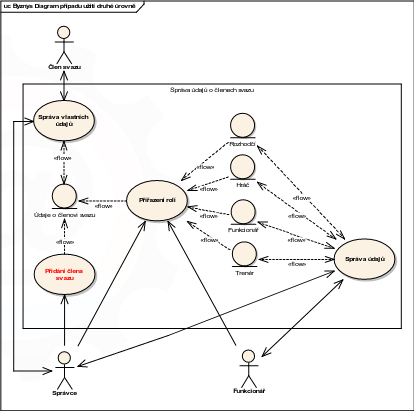 uc Byznys Diagram případu užití druhé úrovně
Člen svazu
Správa údajů o členech svazu
Správa vlastních
údajů
«flow»
Rozhodčí
«flow»
Hráč
«flow»
Údaje o členovi svazu
«flow»
Přiřazení rolí
«flow»
Funkcionář
«flow»
«flow»
«flow»
«flow»
Trenér
«flow»
Správa údajů
«flow»
Přidání člena
svazu
Správce
Funkcionář